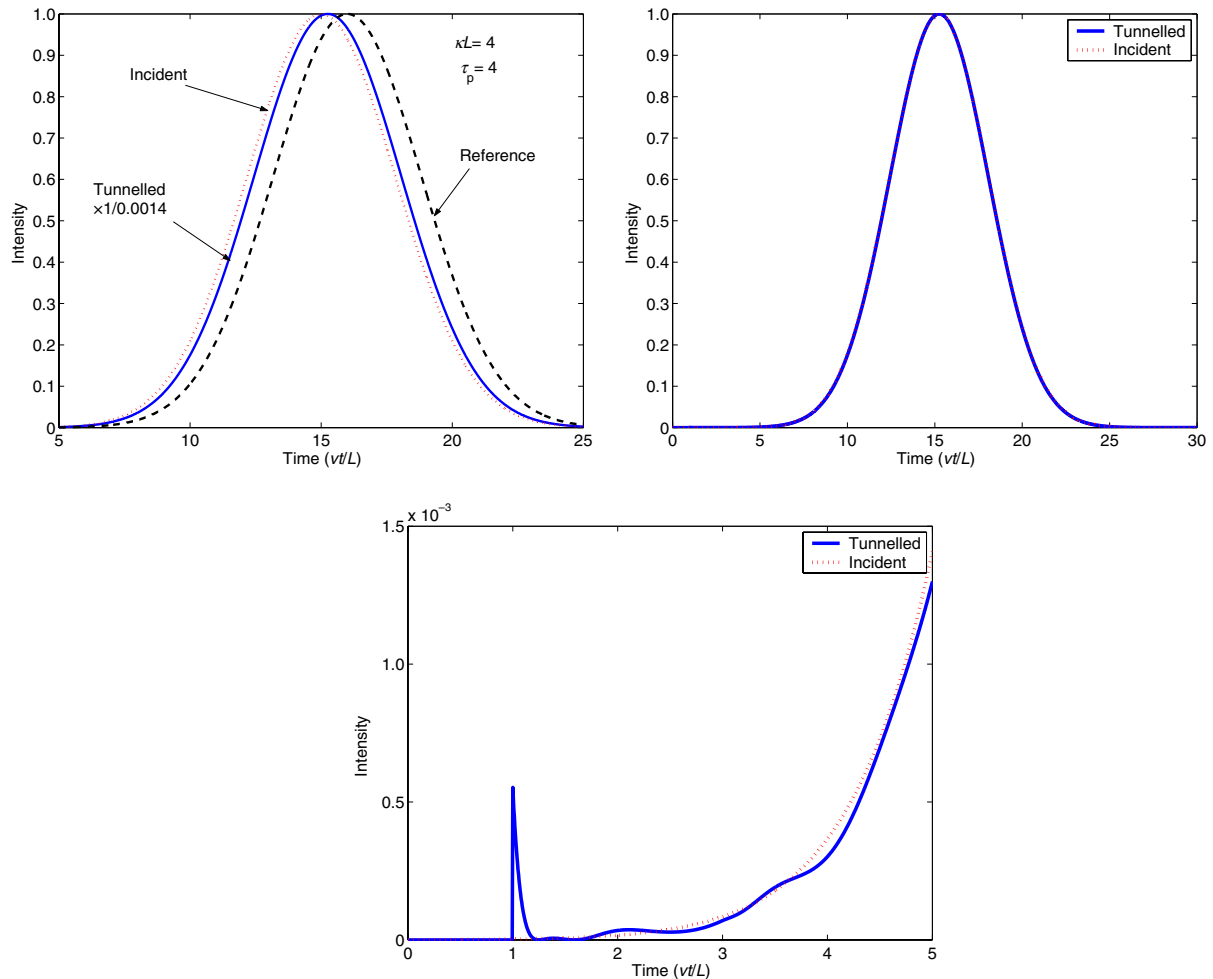 1.0
0.9
0.8
0.7
0.6
0.5
0.4
0.3
0.2
0.1
0
Intensity
κL= 4
τp= 4
Incident
Reference
Tunnelled
×1/0.0014
5 10 15 20 25
Time (vt/L)
1.0
0.9
0.8
0.7
0.6
0.5
0.4
0.3
0.2
0.1
0
Intensity
Tunnelled
Incident
0 5 10 15 20 25 30
Time (vt/L)
x 10⁻³
1.5
1.0
0.5
0
Intensity
Tunnelled
Incident
0 1 2 3 4 5
Time (vt/L)